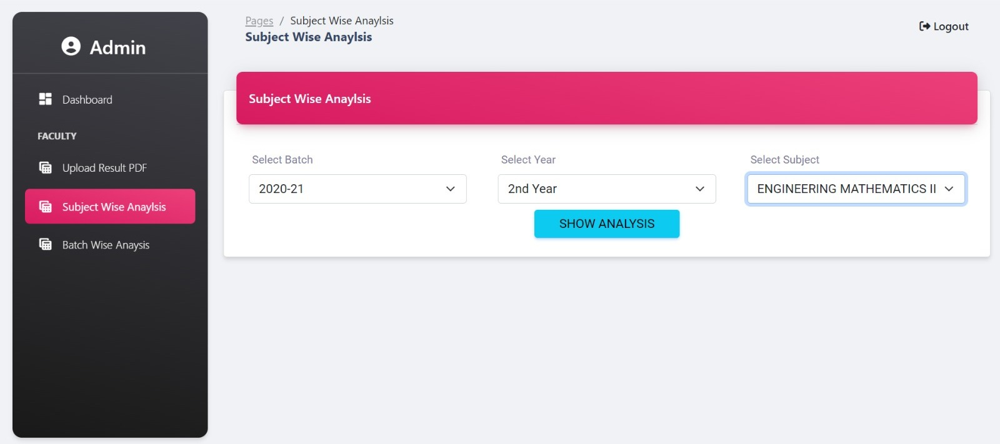 Admin
Dashboard
FACULTY
Upload Result PDF
Subject Wise Anaylsis
Batch Wise Anaysis
Pages / Subject Wise Anaylsis
Subject Wise Anaylsis
Logout
Subject Wise Anaylsis
Select Batch
2020-21
Select Year
2nd Year
Select Subject
ENGINEERING MATHEMATICS II
SHOW ANALYSIS